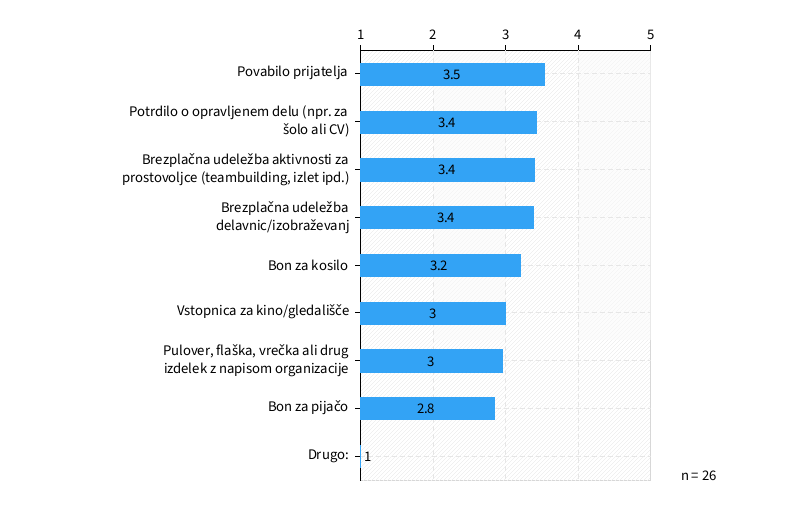 1 2 3 4 5
Povabilo prijatelja
3.5
Potrdilo o opravljenem delu (npr. za
šolo ali CV)
3.4
Brezplačna udeležba aktivnosti za
prostovoljce (teambuilding, izlet ipd.)
3.4
Brezplačna udeležba
delavnic/izobraževanj
3.4
Bon za kosilo
3.2
Vstopnica za kino/gledališče
3
Pulover, flaška, vrečka ali drug
izdelek z napisom organizacije
3
Bon za pijačo
2.8
Drugo:
1
n = 26